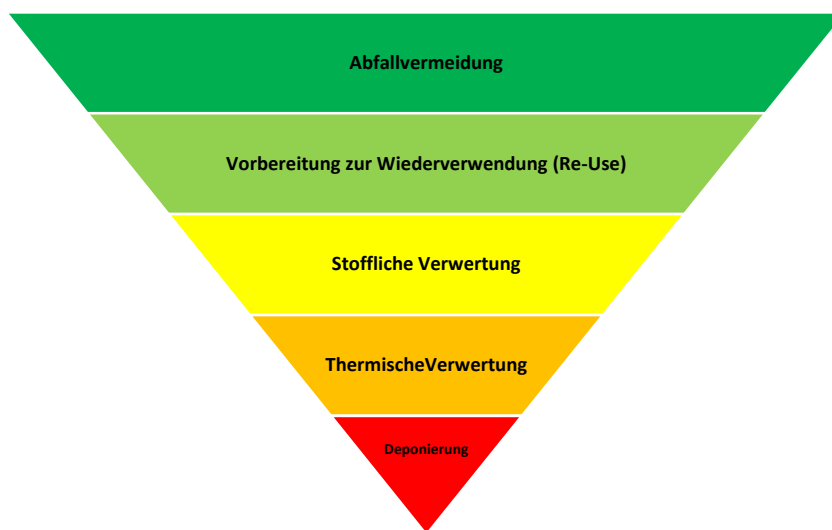 Abfallvermeidung
Vorbereitung zur Wiederverwendung (Re-Use)
Stoffliche Verwertung
ThermischeVerwertung
Deponierung